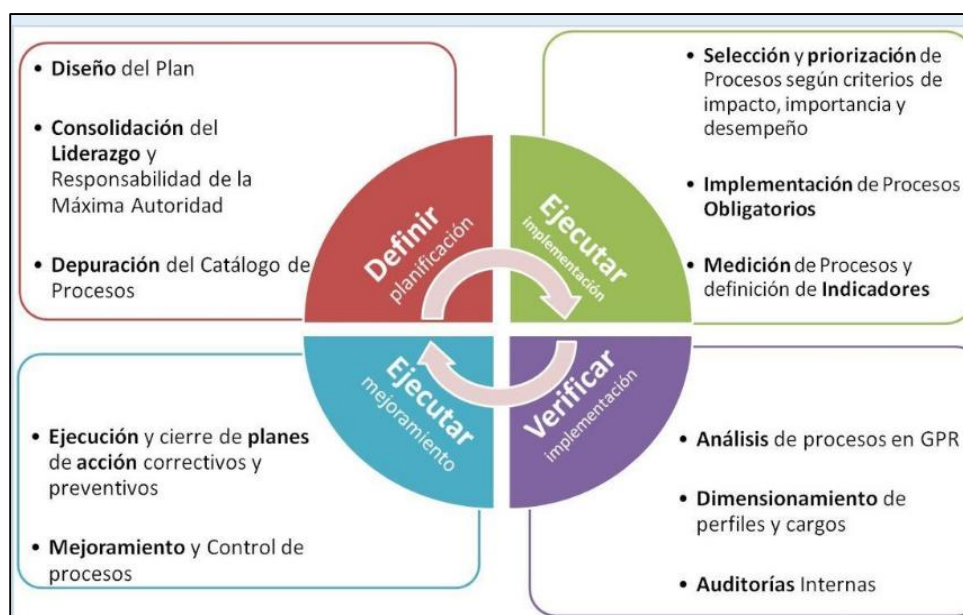 • Diseño del Plan
• Consolidación del
Liderazgo y
Responsabilidad de la
Máxima Autoridad
• Depuración del Catálogo de
Procesos
Definir
planificación
Ejecutar
implementación
• Selección y priorización de
Procesos según criterios de
impacto, importancia y
desempeño
• Implementación de Procesos
Obligatorios
• Medición de Procesos y
definición de Indicadores
• Ejecución y cierre de planes
de acción correctivos y
preventivos
• Mejoramiento y Control de
procesos
Ejecutar
mejoramiento
Verificar
implementación
• Análisis de procesos en GPR
• Dimensionamiento de
perfiles y cargos
• Auditorías Internas